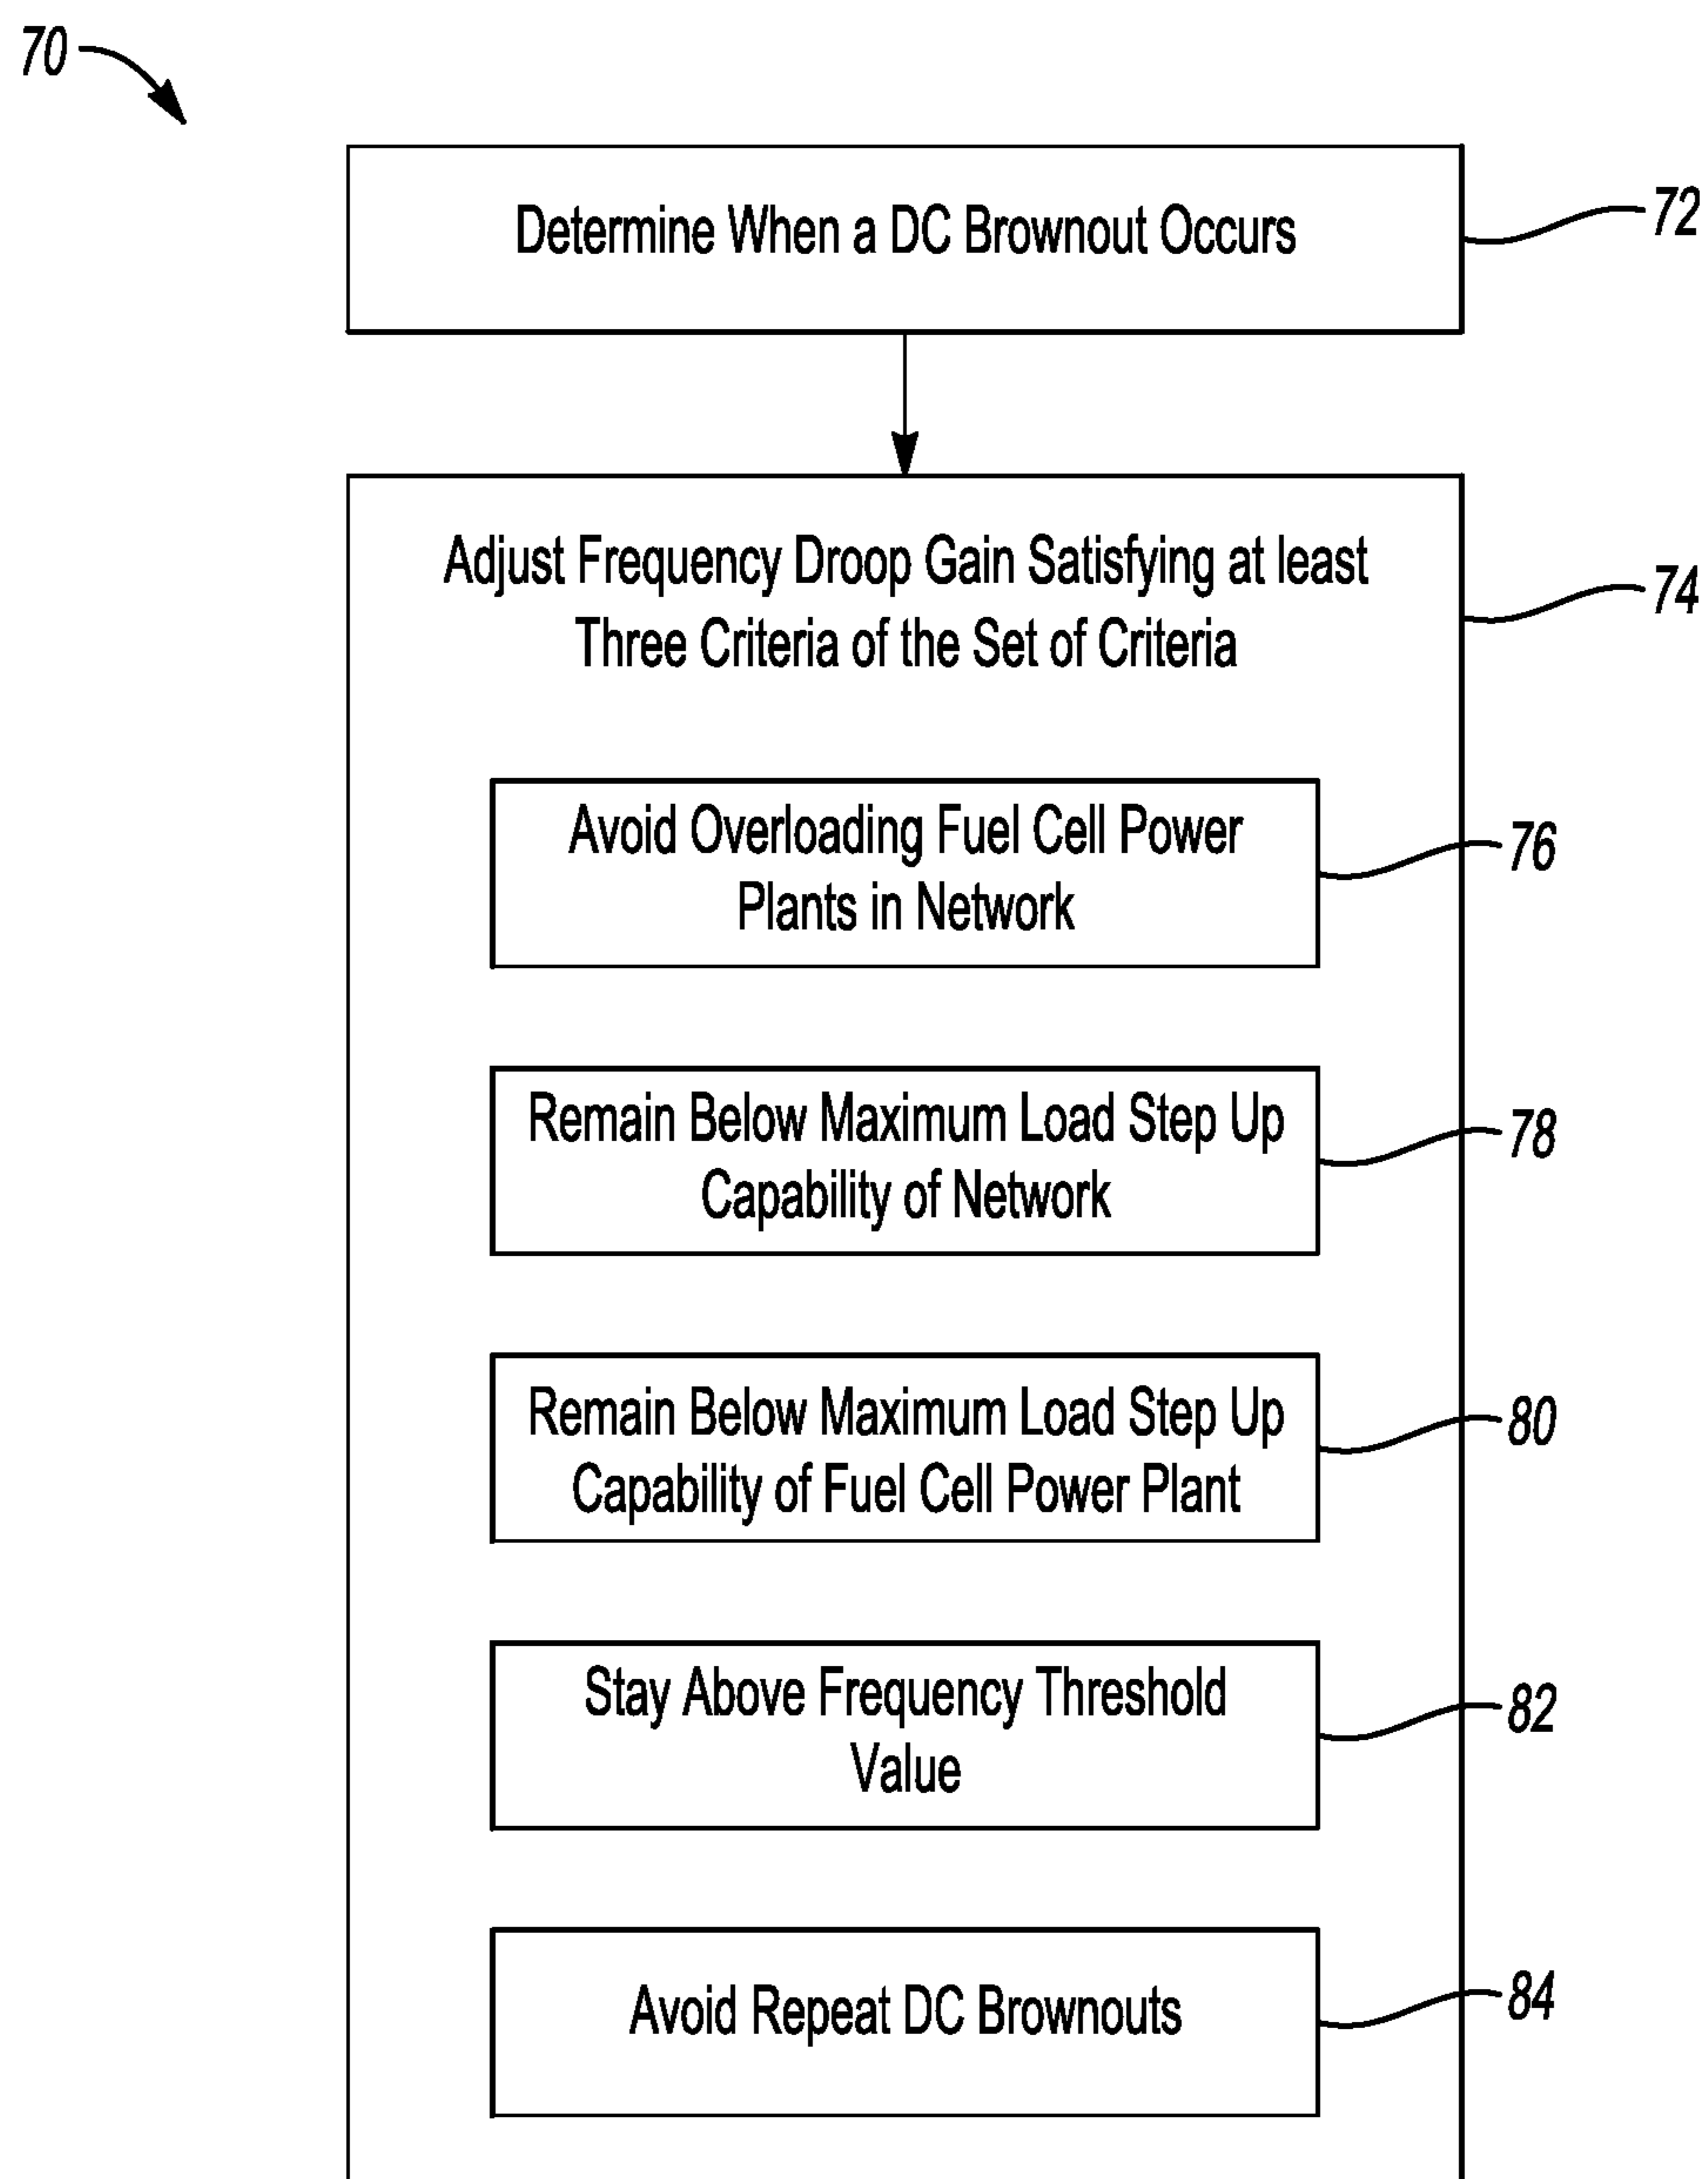 70
Determine When a DC Brownout Occurs
72
Adjust Frequency Droop Gain Satisfying at least
Three Criteria of the Set of Criteria
74
Avoid Overloading Fuel Cell Power
Plants in Network
76
Remain Below Maximum Load Step Up
Capability of Network
78
Remain Below Maximum Load Step Up
Capability of Fuel Cell Power Plant
80
Stay Above Frequency Threshold
Value
82
Avoid Repeat DC Brownouts
84